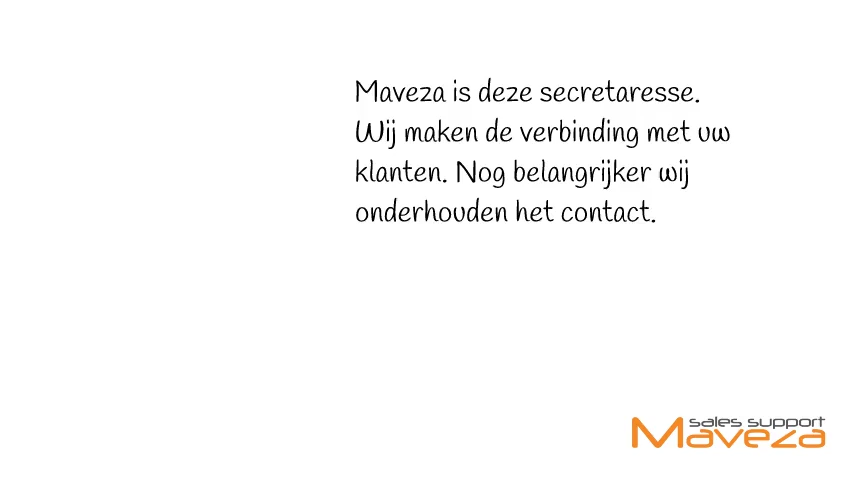 Maveza is deze secretaresse.
Wij maken de verbinding met uw
klanten. Nog belangrijker wij
onderhouden het contact.
sales support
Maveza